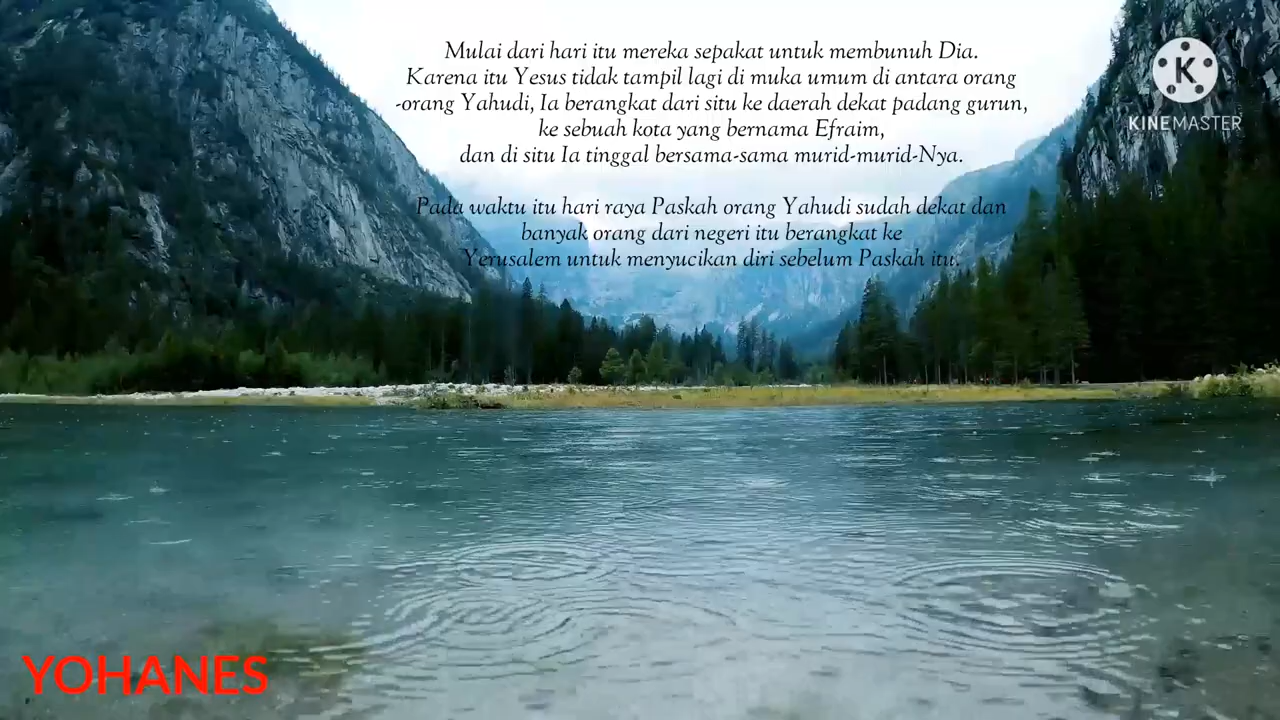 Mulai dari hari itu mereka sepakat untuk membunuh Dia.
Karena itu Yesus tidak tampil lagi di muka umum di antara orang
-orang Yahudi, Ia berangkat dari situ ke daerah dekat padang gurun,
ke sebuah kota yang bernama Efraim,
dan di situ Ia tinggal bersama-sama murid-murid-Nya.
Pada waktu itu hari raya Paskah orang Yahudi sudah dekat dan
banyak orang dari negeri itu berangkat ke
Yerusalem untuk menyucikan diri sebelum Paskah itu.
K
KINEMASTER
YOHANES